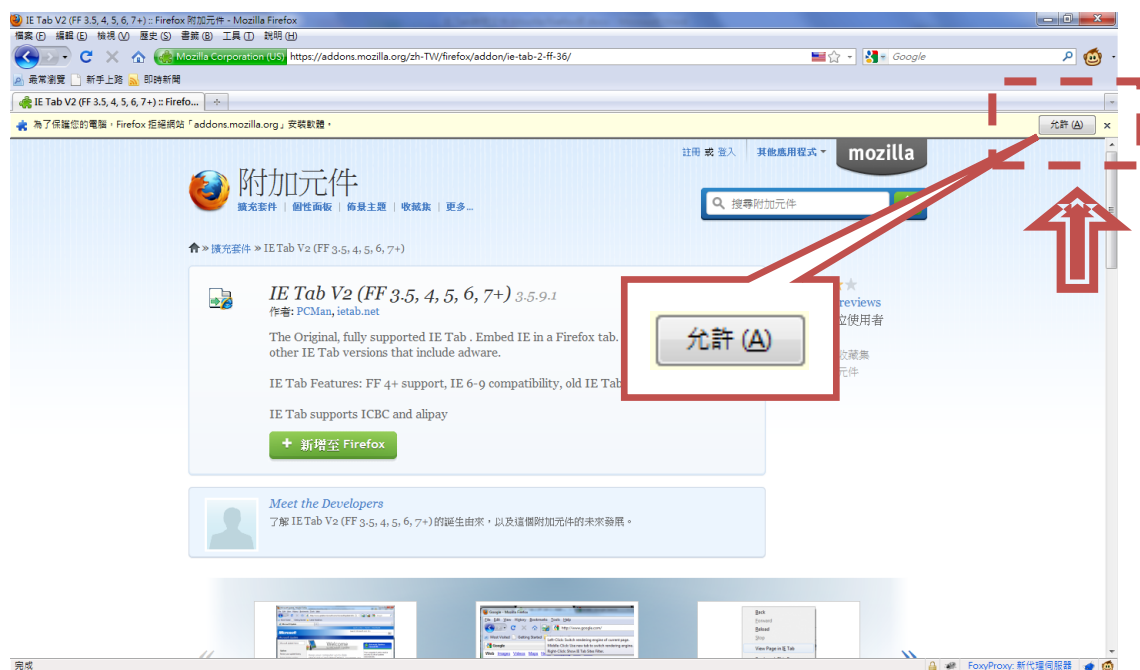 IE Tab V2 (FF 3.5, 4, 5, 6, 7+) :: Firefox 附加元件 - Mozilla Firefox
檔案(F) 編輯(E) 檢視(V) 歷史(S) 書籤(B) 工具(T) 說明(H)
Mozilla Corporation (US) https://addons.mozilla.org/zh-TW/firefox/addon/ie-tab-2-ff-36/ Google
最常瀏覽 新手上路 即時新聞
IE Tab V2 (FF 3.5, 4, 5, 6, 7+) :: Firefo...
為了保護您的電腦，Firefox 拒絕網站「addons.mozilla.org」安裝軟體。 允許(A)
註冊 或 登入 其他應用程式 mozilla
附加元件
擴充套件 | 個性面板 | 佈景主題 | 收藏集 | 更多...
搜尋附加元件
» 擴充套件 » IE Tab V2 (FF 3.5, 4, 5, 6, 7+)
IE Tab V2 (FF 3.5, 4, 5, 6, 7+) 3.5.9.1
作者: PCMan, ietab.net
reviews
位使用者
The Original, fully supported IE Tab . Embed IE in a Firefox tab.
other IE Tab versions that include adware.
允許(A)
收藏集
元件
IE Tab Features: FF 4+ support, IE 6-9 compatibility, old IE Tab
IE Tab supports ICBC and alipay
+ 新增至 Firefox
Meet the Developers
了解 IE Tab V2 (FF 3.5, 4, 5, 6, 7+) 的誕生由來，以及這個附加元件的未來發展。
Back
Forward
Reload
Stop
View Page in IE Tab
完成 FoxyProxy: 新代理伺服器